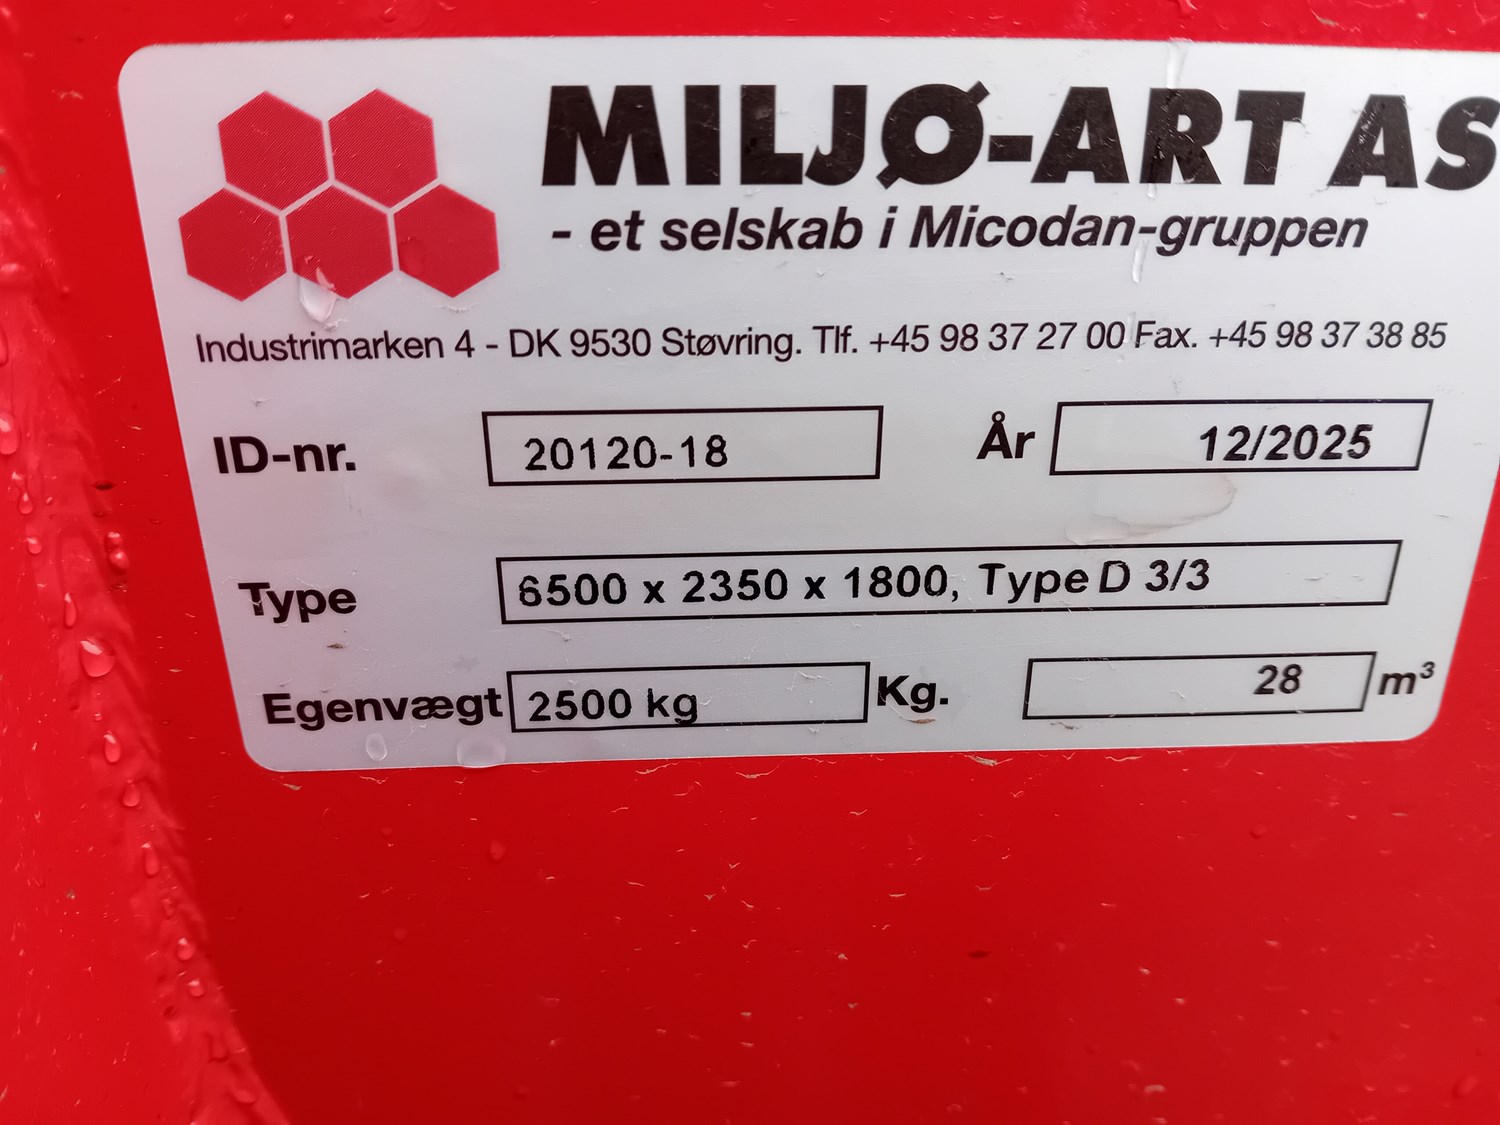 MILJØ-ART AS
- et selskab i Micodan-gruppen
Industrimarken 4 - DK 9530 Støvring. Tlf. +45 98 37 27 00 Fax. +45 98 37 38 85
ID-nr. 20120-18 År 12/2025
Type 6500 x 2350 x 1800, Type D 3/3
Egenvægt 2500 kg Kg. 28 m³